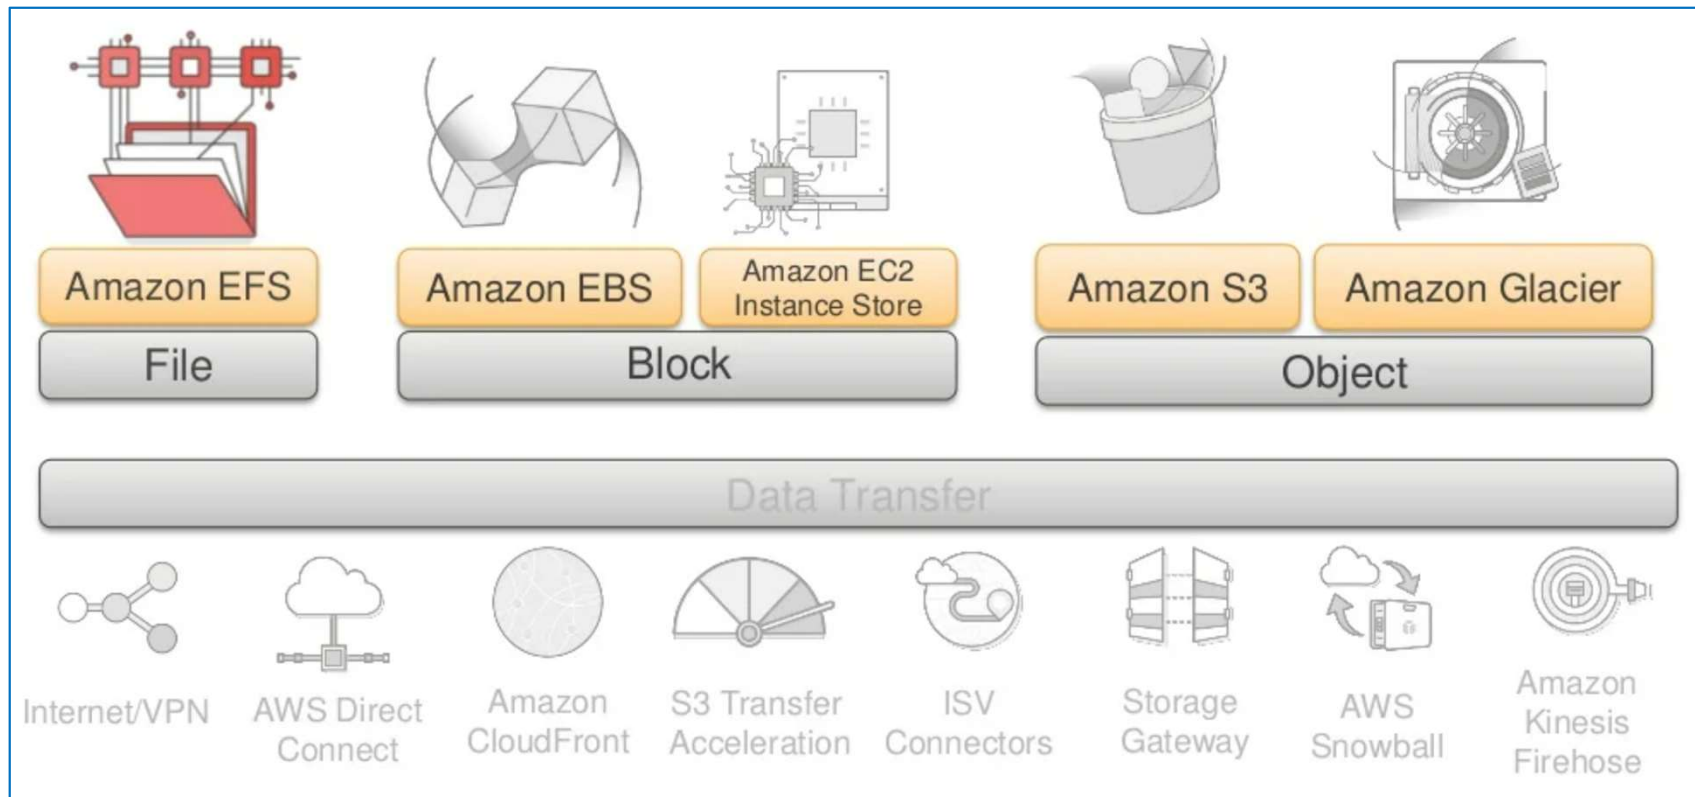 Amazon EFS
Amazon EBS
Amazon EC2
Instance Store
Amazon S3
Amazon Glacier
File
Block
Object
Data Transfer
Internet/VPN
AWS Direct
Connect
Amazon
CloudFront
S3 Transfer
Acceleration
ISV
Connectors
Storage
Gateway
AWS
Snowball
Amazon
Kinesis
Firehose